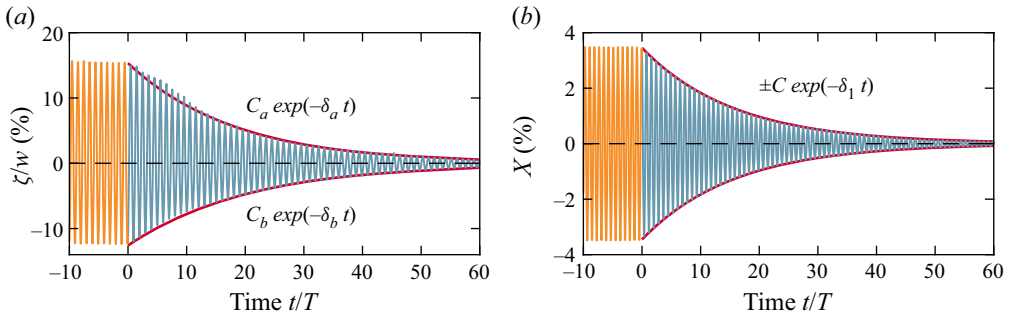 (a)
20
10
0
−10
ζ/w (%)
C_a exp(−δ_a t)
C_b exp(−δ_b t)
−10 0 10 20 30 40 50 60
Time t/T
(b)
4
2
0
−2
−4
X (%)
±C exp(−δ_1 t)
−10 0 10 20 30 40 50 60
Time t/T